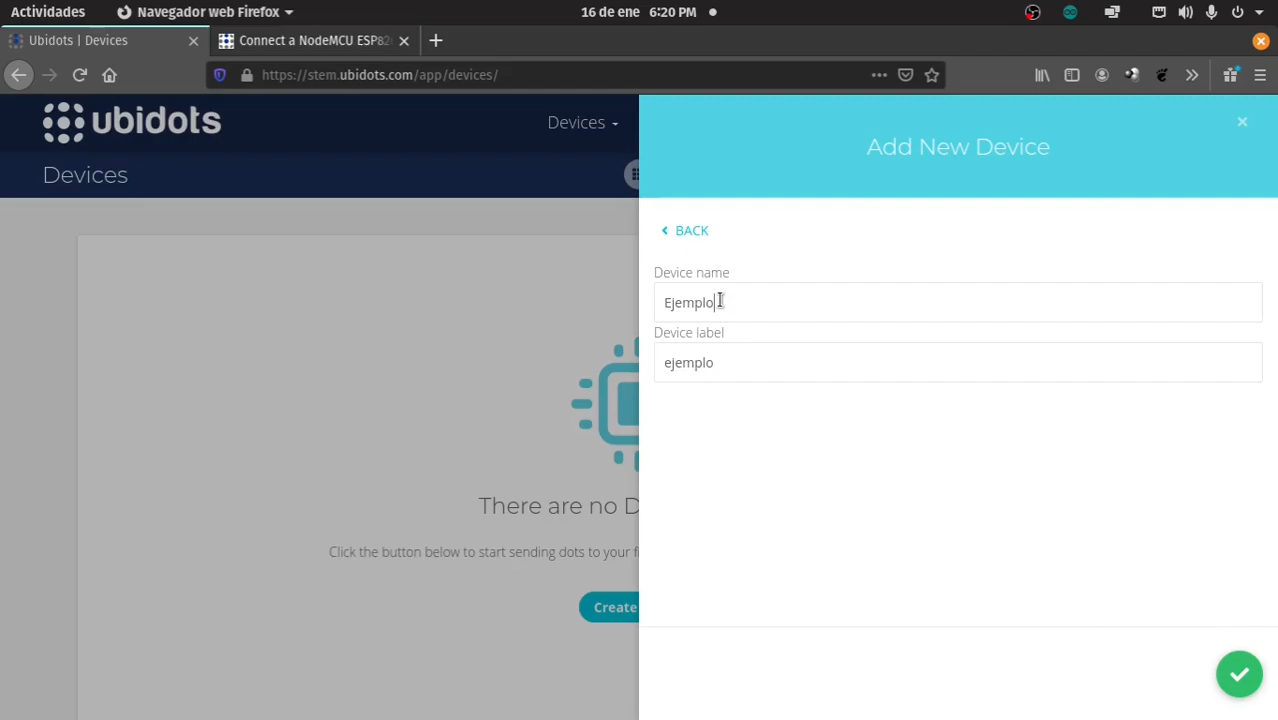 Actividades
Navegador web Firefox
16 de ene 6:20 PM
Ubidots | Devices
Connect a NodeMCU ESP82
https://stem.ubidots.com/app/devices/
ubidots
Devices
Devices
Add New Device
BACK
Device name
Ejemplo
Device label
ejemplo
There are no D
Click the button below to start sending dots to your fi
Create